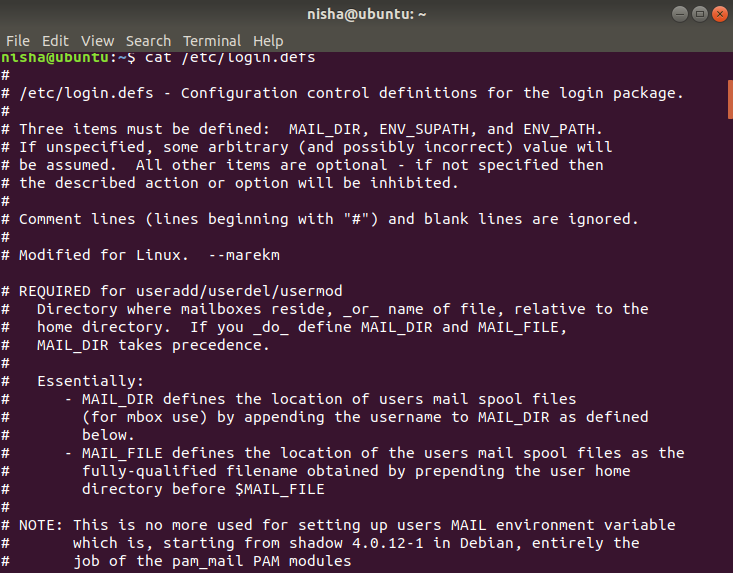 nisha@ubuntu: ~
File Edit View Search Terminal Help
nisha@ubuntu:~$ cat /etc/login.defs
#
# /etc/login.defs - Configuration control definitions for the login package.
#
# Three items must be defined:  MAIL_DIR, ENV_SUPATH, and ENV_PATH.
# If unspecified, some arbitrary (and possibly incorrect) value will
# be assumed.  All other items are optional - if not specified then
# the described action or option will be inhibited.
#
# Comment lines (lines beginning with "#") and blank lines are ignored.
#
# Modified for Linux.  --marekm

# REQUIRED for useradd/userdel/usermod
#   Directory where mailboxes reside, _or_ name of file, relative to the
#   home directory.  If you _do_ define MAIL_DIR and MAIL_FILE,
#   MAIL_DIR takes precedence.
#
#   Essentially:
#      - MAIL_DIR defines the location of users mail spool files
#        (for mbox use) by appending the username to MAIL_DIR as defined
#        below.
#      - MAIL_FILE defines the location of the users mail spool files as the
#        fully-qualified filename obtained by prepending the user home
#        directory before $MAIL_FILE
#
# NOTE: This is no more used for setting up users MAIL environment variable
#       which is, starting from shadow 4.0.12-1 in Debian, entirely the
#       job of the pam_mail PAM modules